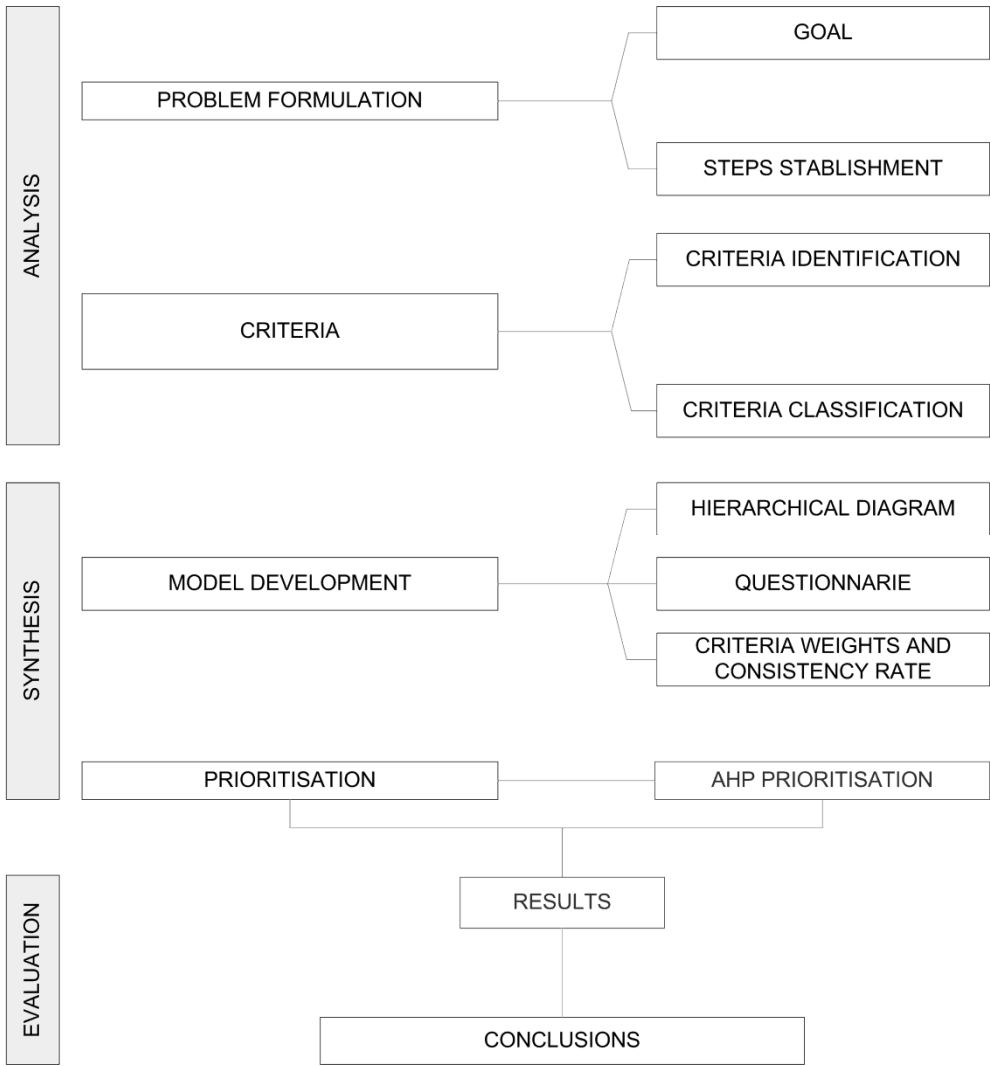 ANALYSIS
PROBLEM FORMULATION
GOAL
STEPS STABLISHMENT
CRITERIA
CRITERIA IDENTIFICATION
CRITERIA CLASSIFICATION
SYNTHESIS
MODEL DEVELOPMENT
HIERARCHICAL DIAGRAM
QUESTIONNARIE
CRITERIA WEIGHTS AND
CONSISTENCY RATE
PRIORITISATION
AHP PRIORITISATION
EVALUATION
RESULTS
CONCLUSIONS